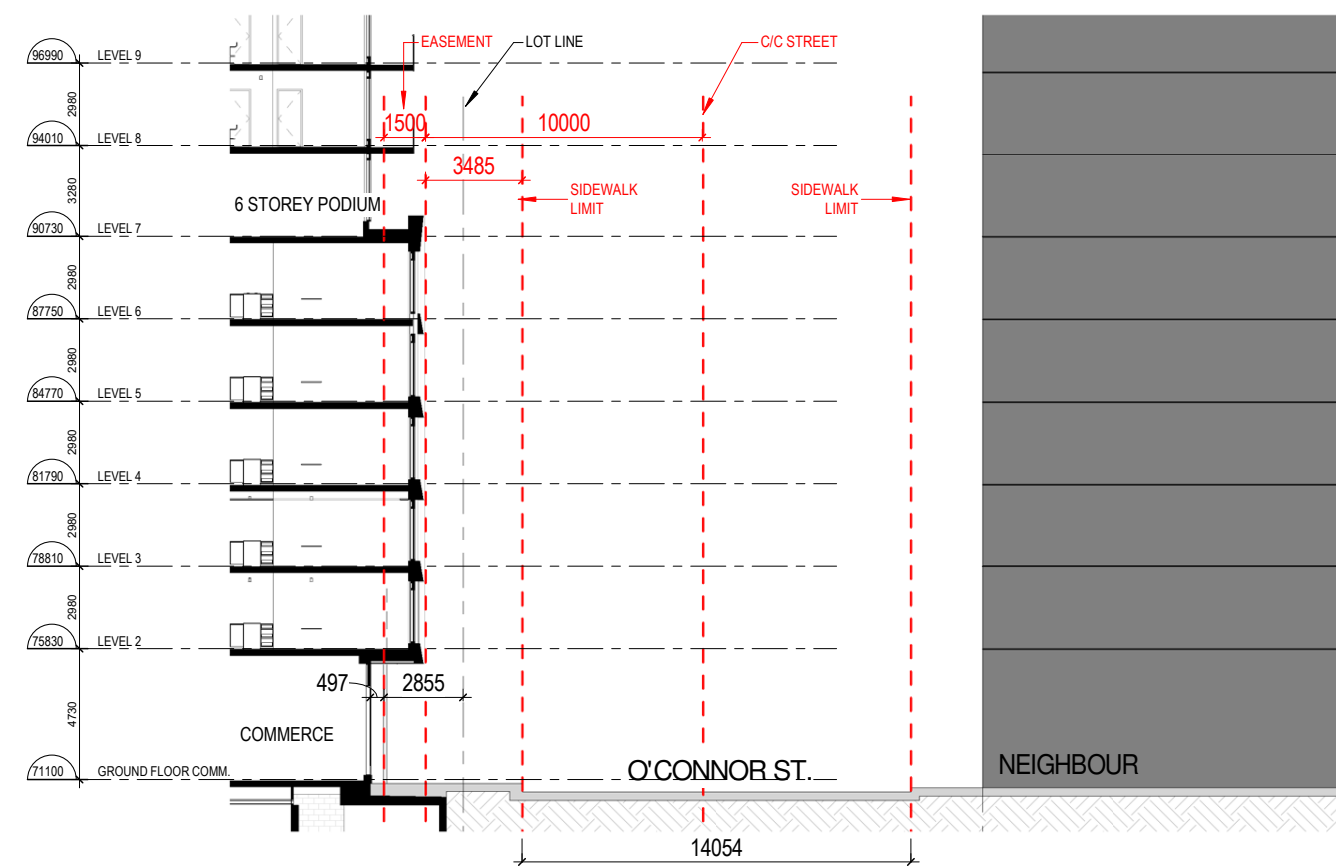 EASEMENT
LOT LINE
C/C STREET
96990 LEVEL 9
2980
1500
10000
94010 LEVEL 8
3485
3280
SIDEWALK
LIMIT
SIDEWALK
LIMIT
6 STOREY PODIUM
90730 LEVEL 7
2980
87750 LEVEL 6
2980
84770 LEVEL 5
2980
81790 LEVEL 4
2980
78810 LEVEL 3
2980
75830 LEVEL 2
497
2855
4730
COMMERCE
71100 GROUND FLOOR COMM.
O'CONNOR ST.
NEIGHBOUR
14054